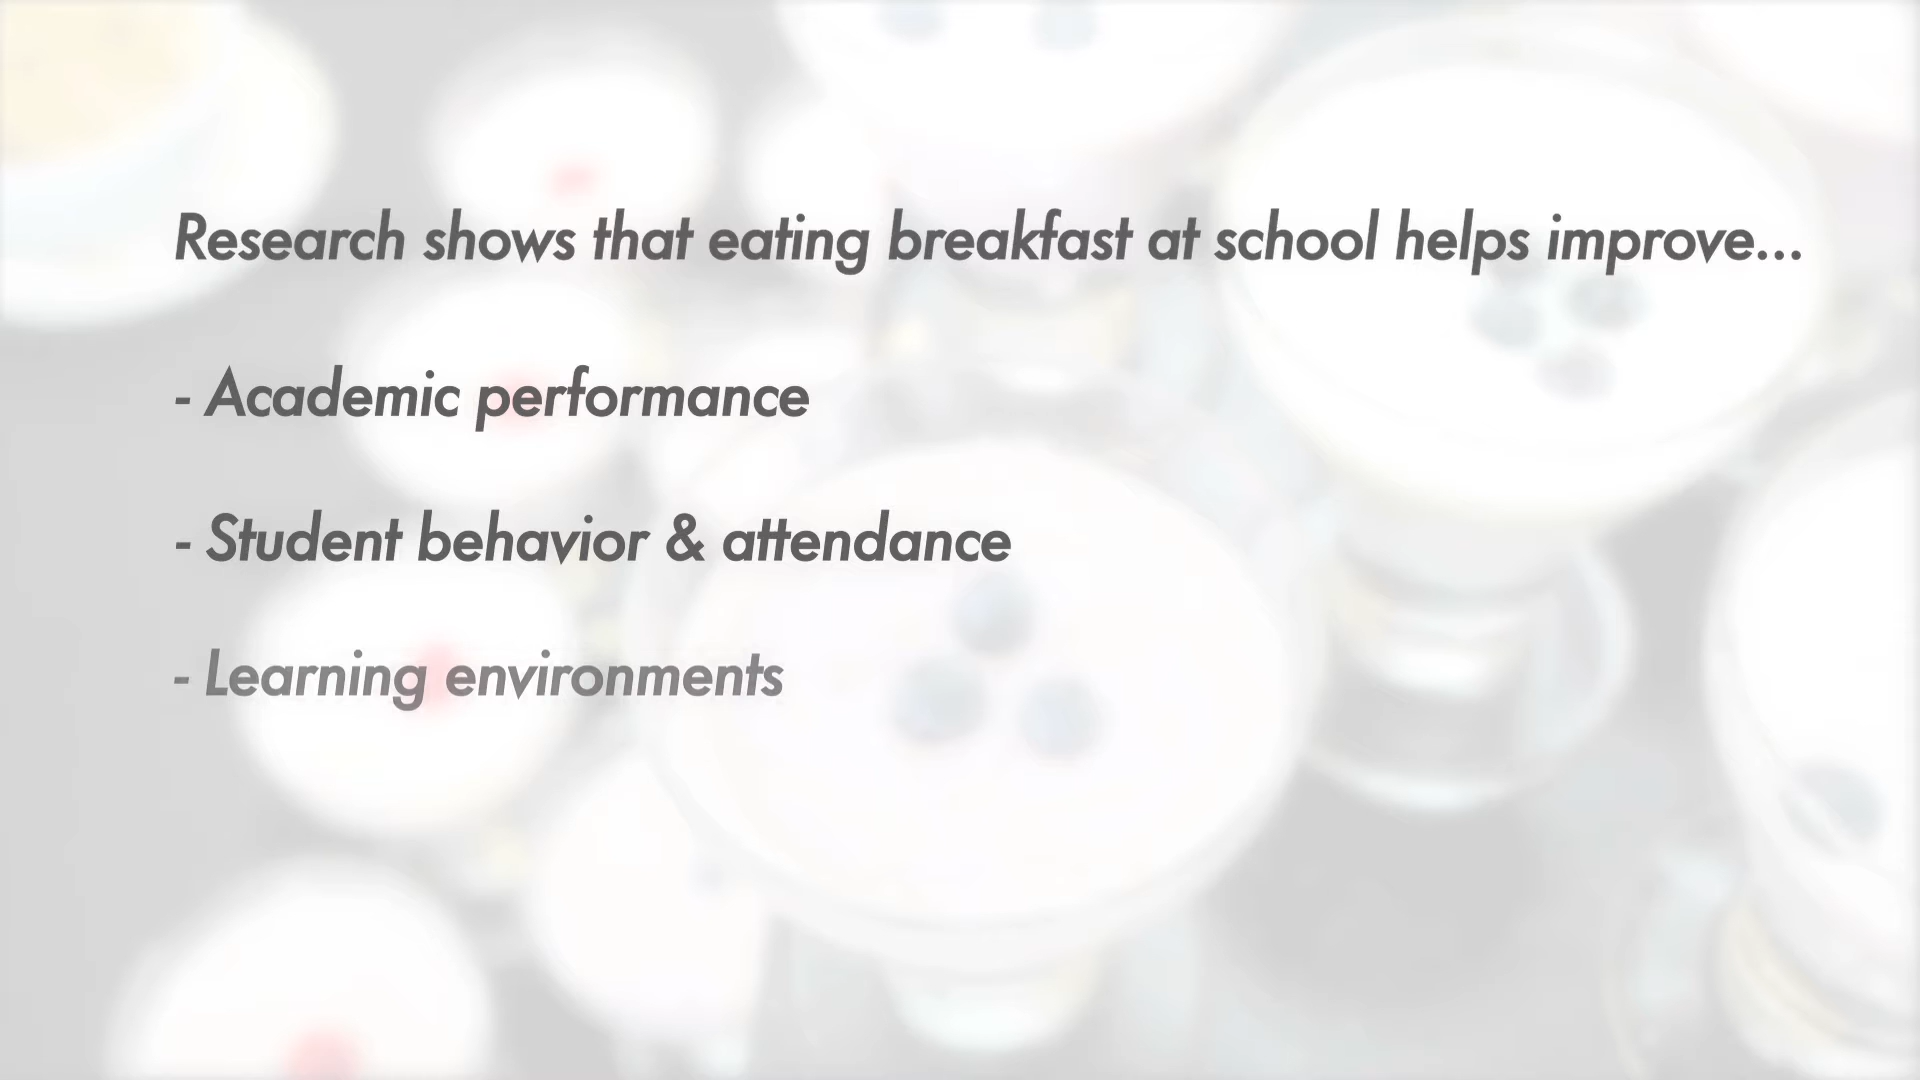 Research shows that eating breakfast at school helps improve...
- Academic performance
- Student behavior & attendance
- Learning environments